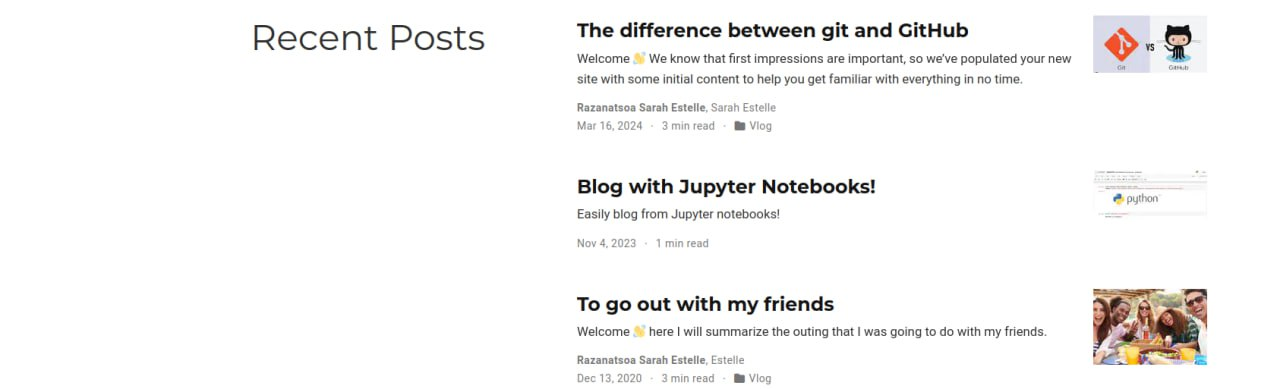 Recent Posts
The difference between git and GitHub
Welcome 👋 We know that first impressions are important, so we've populated your new
site with some initial content to help you get familiar with everything in no time.
Razanatsoa Sarah Estelle, Sarah Estelle
Mar 16, 2024 · 3 min read · Vlog
Git
VS
GitHub
Blog with Jupyter Notebooks!
Easily blog from Jupyter notebooks!
Nov 4, 2023 · 1 min read
python
To go out with my friends
Welcome 👋 here I will summarize the outing that I was going to do with my friends.
Razanatsoa Sarah Estelle, Estelle
Dec 13, 2020 · 3 min read · Vlog